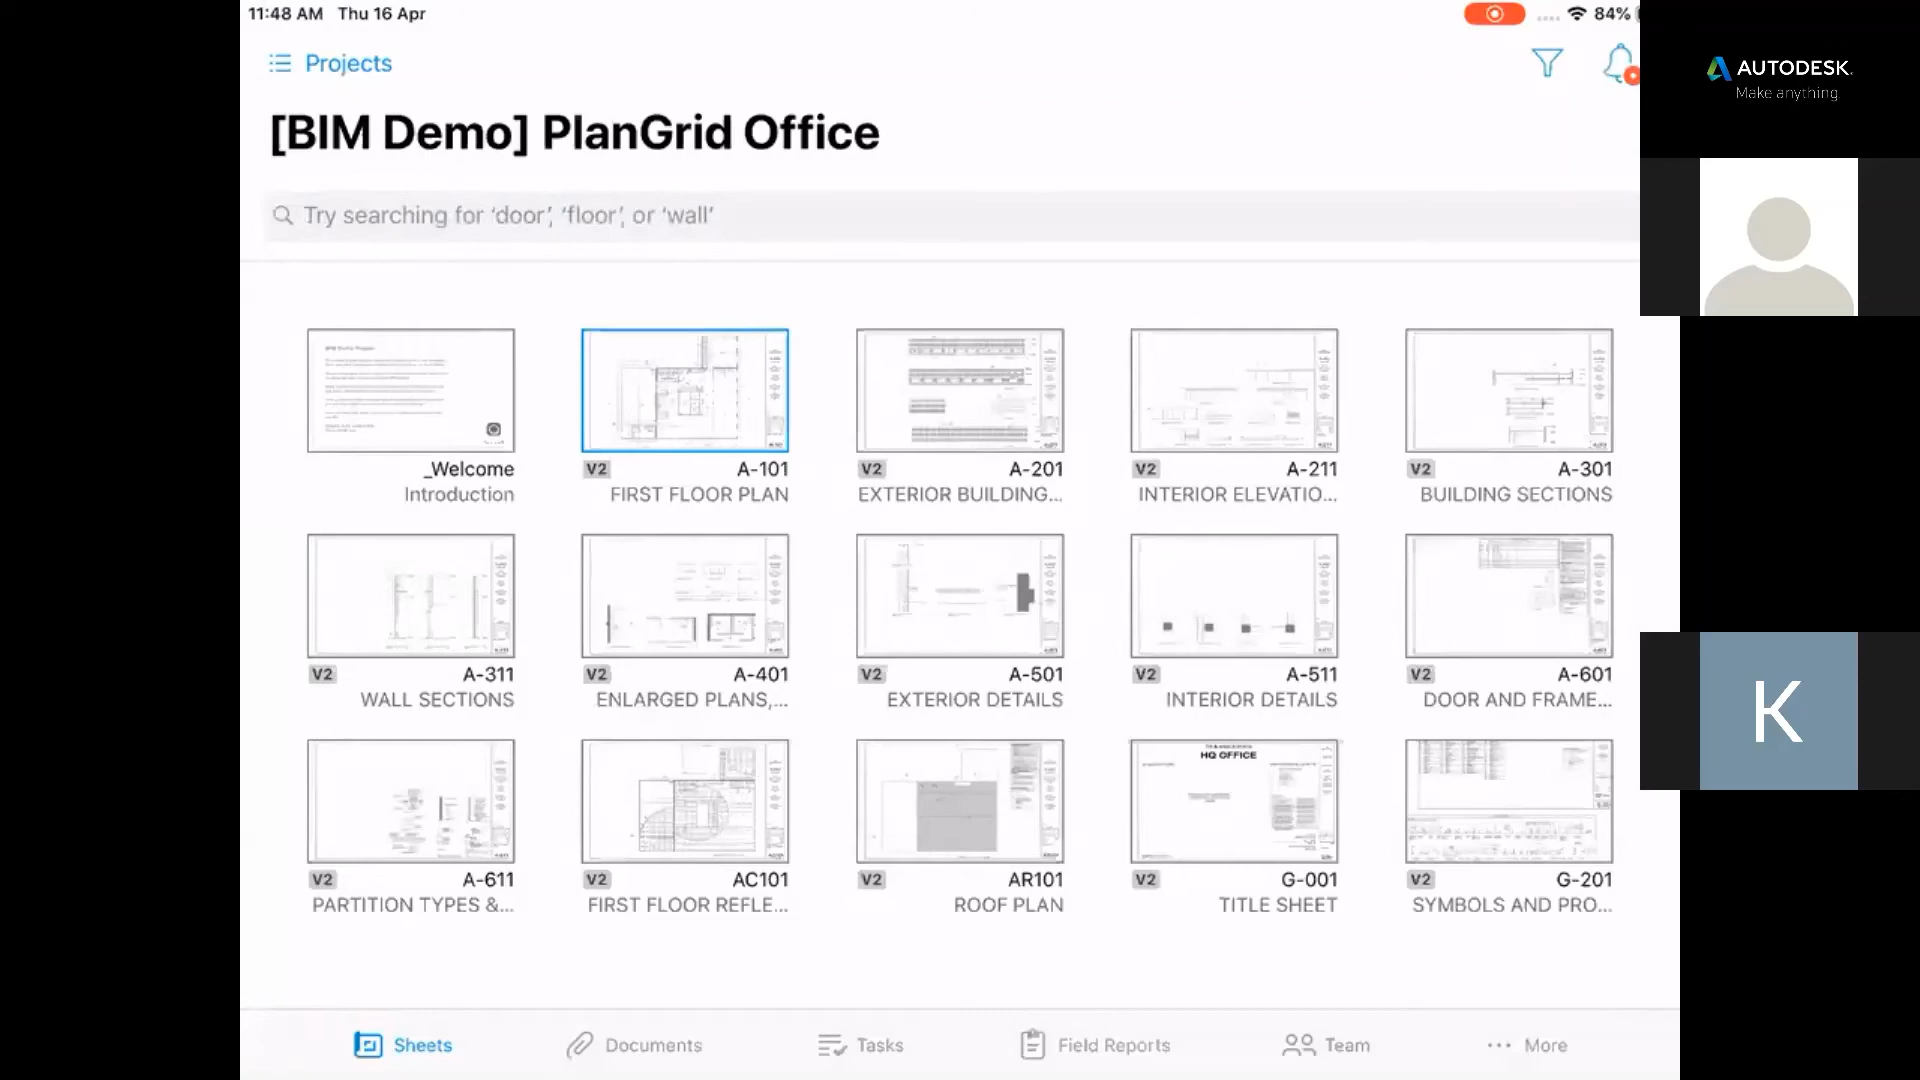 11:48 AM Thu 16 Apr
84%
Projects
[BIM Demo] PlanGrid Office
Try searching for ‘door’, ‘floor’, or ‘wall’
AUTODESK.
Make anything.
_Welcome
Introduction
V2 A-101
FIRST FLOOR PLAN
V2 A-201
EXTERIOR BUILDING...
V2 A-211
INTERIOR ELEVATIO...
V2 A-301
BUILDING SECTIONS
V2 A-311
WALL SECTIONS
V2 A-401
ENLARGED PLANS,...
V2 A-501
EXTERIOR DETAILS
V2 A-511
INTERIOR DETAILS
V2 A-601
DOOR AND FRAME...
K
HQ OFFICE
V2 A-611
PARTITION TYPES &...
V2 AC101
FIRST FLOOR REFLE...
V2 AR101
ROOF PLAN
V2 G-001
TITLE SHEET
V2 G-201
SYMBOLS AND PRO...
Sheets
Documents
Tasks
Field Reports
Team
More